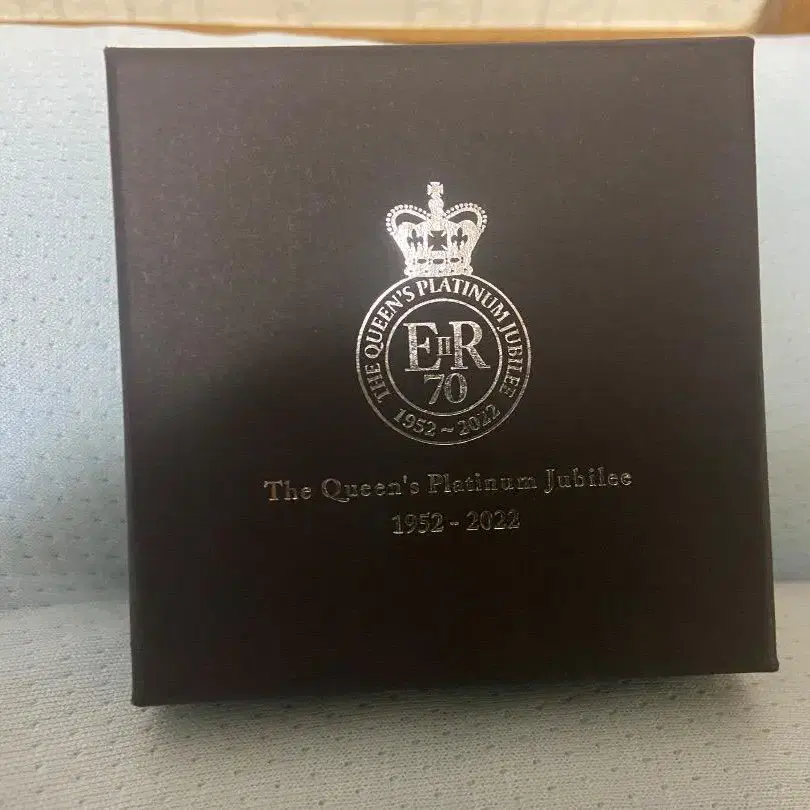 THE QUEEN'S PLATINUM JUBILEE
EIIR
70
1952 ~ 2022
The Queen's Platinum Jubilee
1952 - 2022